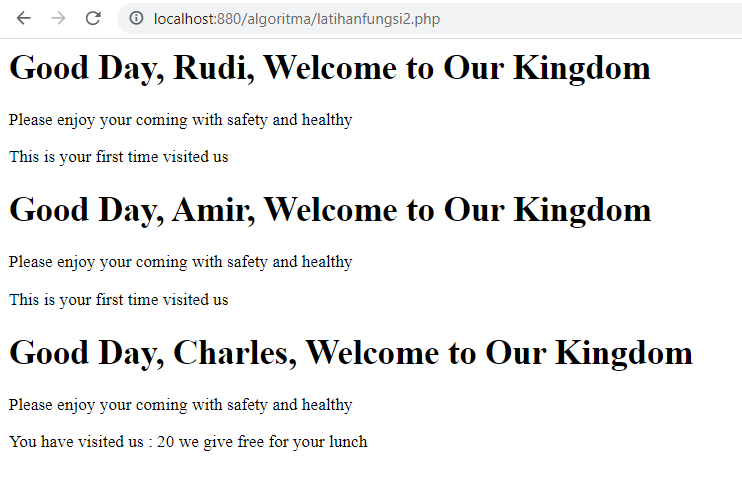 localhost:880/algoritma/latihanfungsi2.php
Good Day, Rudi, Welcome to Our Kingdom
Please enjoy your coming with safety and healthy
This is your first time visited us
Good Day, Amir, Welcome to Our Kingdom
Please enjoy your coming with safety and healthy
This is your first time visited us
Good Day, Charles, Welcome to Our Kingdom
Please enjoy your coming with safety and healthy
You have visited us : 20 we give free for your lunch